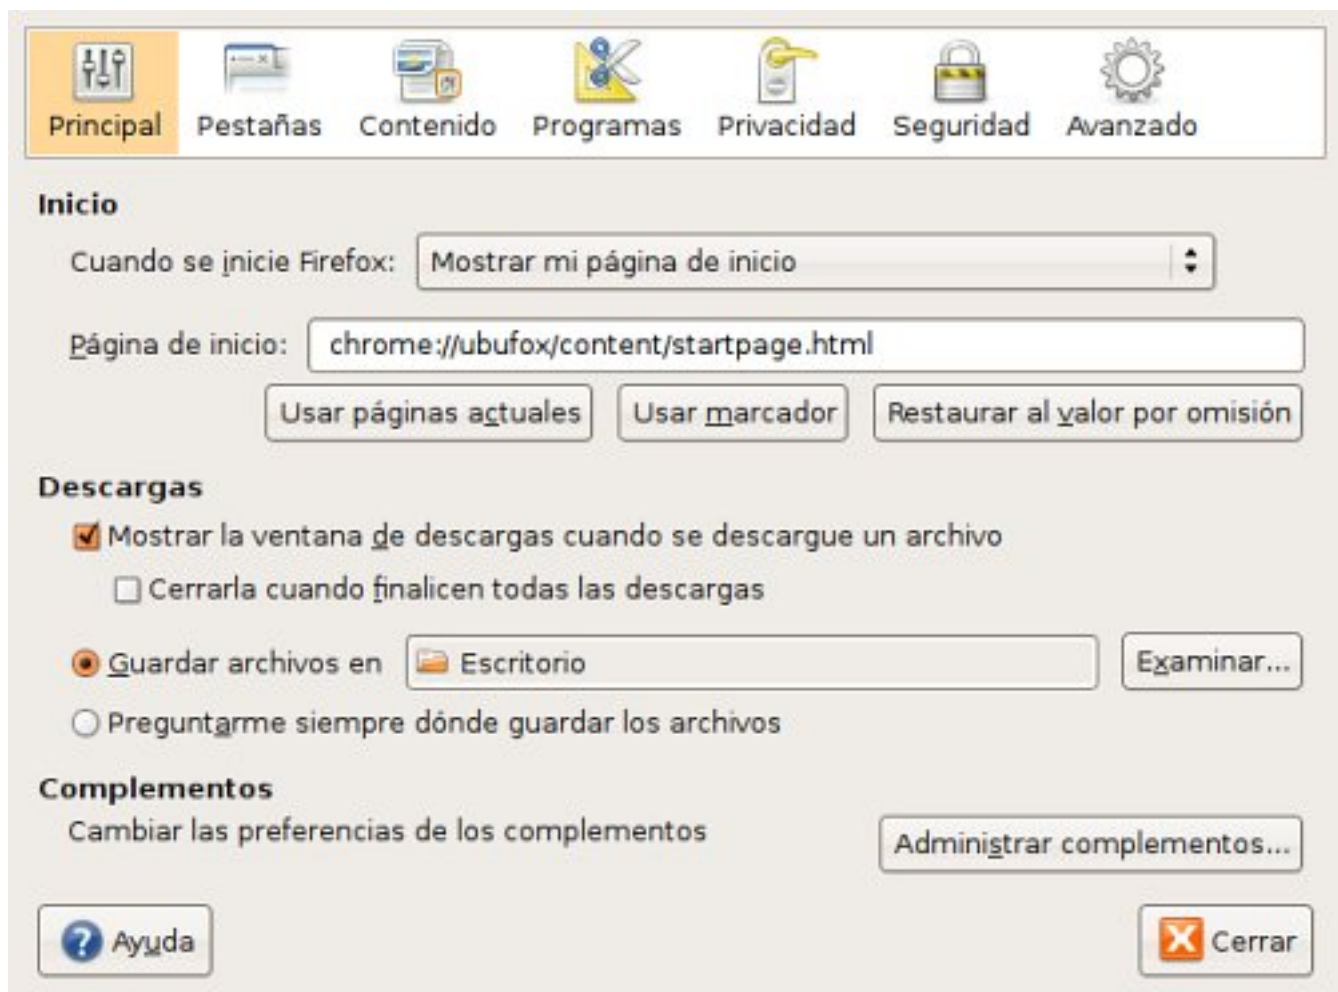 Principal Pestañas Contenido Programas Privacidad Seguridad Avanzado
Inicio
Cuando se inicie Firefox: Mostrar mi página de inicio
Página de inicio: chrome://ubufox/content/startpage.html
Usar páginas actuales Usar marcador Restaurar al valor por omisión
Descargas
Mostrar la ventana de descargas cuando se descargue un archivo
Cerrarla cuando finalicen todas las descargas
Guardar archivos en Escritorio Examinar...
Preguntarme siempre dónde guardar los archivos
Complementos
Cambiar las preferencias de los complementos Administrar complementos...
Ayuda Cerrar